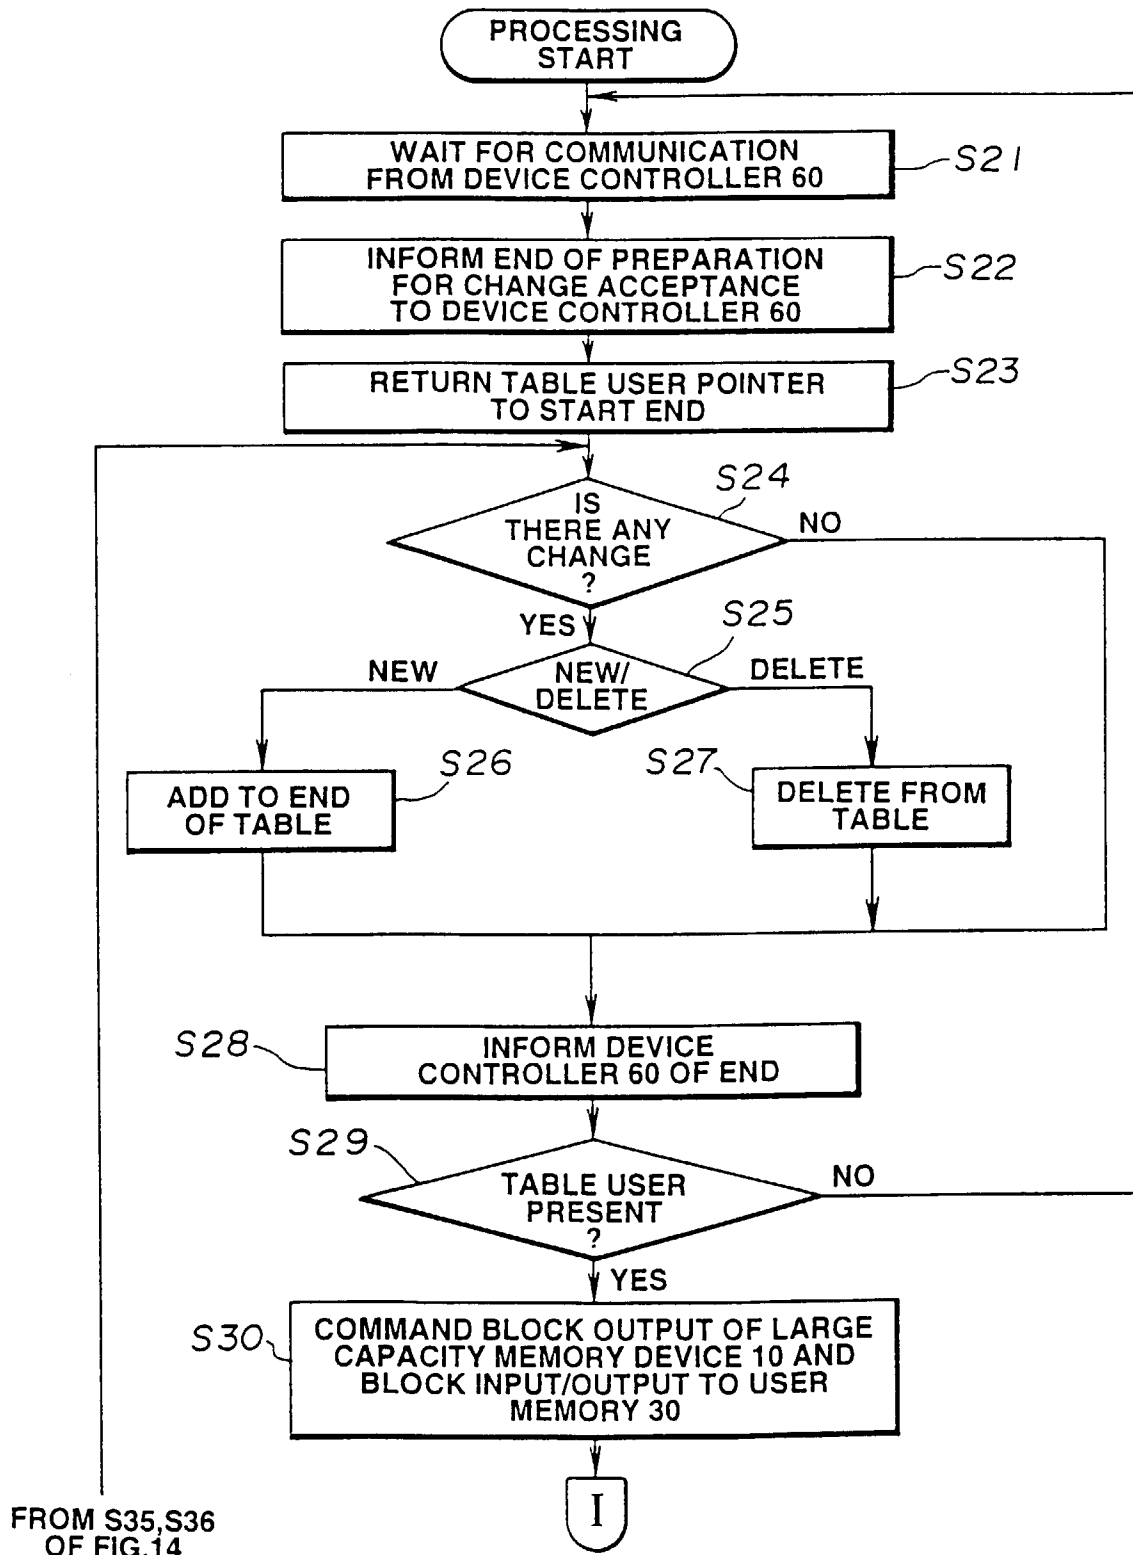 PROCESSING
START
WAIT FOR COMMUNICATION
FROM DEVICE CONTROLLER 60
S21
INFORM END OF PREPARATION
FOR CHANGE ACCEPTANCE
TO DEVICE CONTROLLER 60
S22
RETURN TABLE USER POINTER
TO START END
S23
IS
THERE ANY
CHANGE
?
S24
NO
YES
S25
NEW
NEW/
DELETE
DELETE
S26
ADD TO END
OF TABLE
S27
DELETE FROM
TABLE
S28
INFORM DEVICE
CONTROLLER 60 OF END
S29
TABLE USER
PRESENT
?
NO
YES
S30
COMMAND BLOCK OUTPUT OF LARGE
CAPACITY MEMORY DEVICE 10 AND
BLOCK INPUT/OUTPUT TO USER
MEMORY 30
I
FROM S35,S36
OF FIG.14